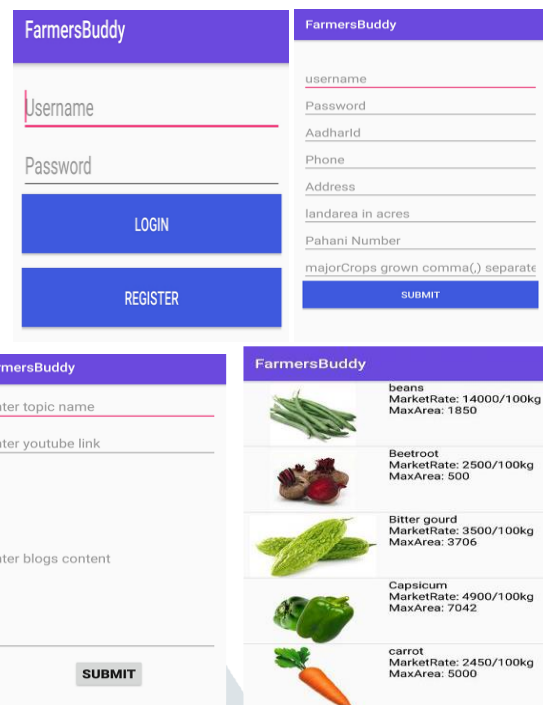 FarmersBuddy
Username
Password
LOGIN
REGISTER
FarmersBuddy
username
Password
AadharId
Phone
Address
landarea in acres
Pahani Number
majorCrops grown comma(,) separate
SUBMIT
rmersBuddy
nter topic name
nter youtube link
nter blogs content
SUBMIT
FarmersBuddy
beans
MarketRate: 14000/100kg
MaxArea: 1850
Beetroot
MarketRate: 2500/100kg
MaxArea: 500
Bitter gourd
MarketRate: 3500/100kg
MaxArea: 3706
Capsicum
MarketRate: 4900/100kg
MaxArea: 7042
carrot
MarketRate: 2450/100kg
MaxArea: 5000